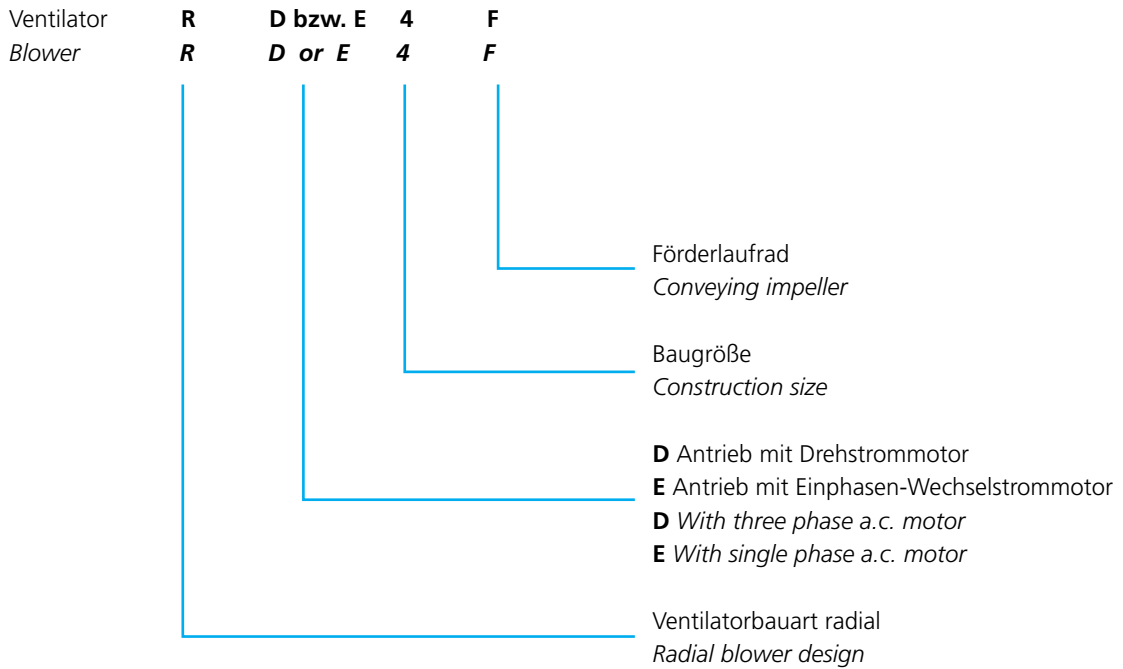 Ventilator R D bzw. E 4 F
Blower R D or E 4 F
Förderlaufrad
Conveying impeller
Baugröße
Construction size
D Antrieb mit Drehstrommotor
E Antrieb mit Einphasen-Wechselstrommotor
D With three phase a.c. motor
E With single phase a.c. motor
Ventilatorbauart radial
Radial blower design